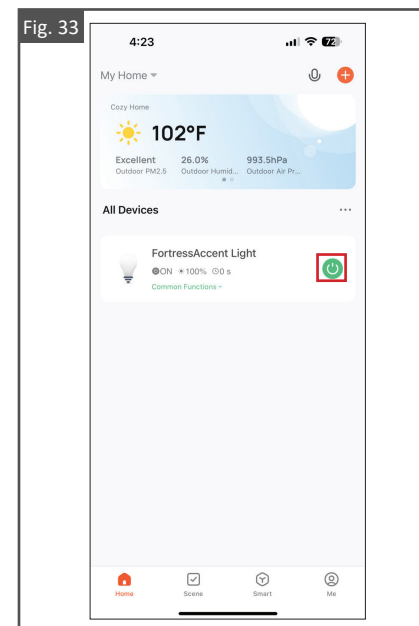 Fig. 33
4:23
72
My Home
Cozy Home
102°F
Excellent 26.0% 993.5hPa
Outdoor PM2.5 Outdoor Humid... Outdoor Air Pr...
All Devices
FortressAccent Light
ON 100% 0 s
Common Functions
Home Scene Smart Me